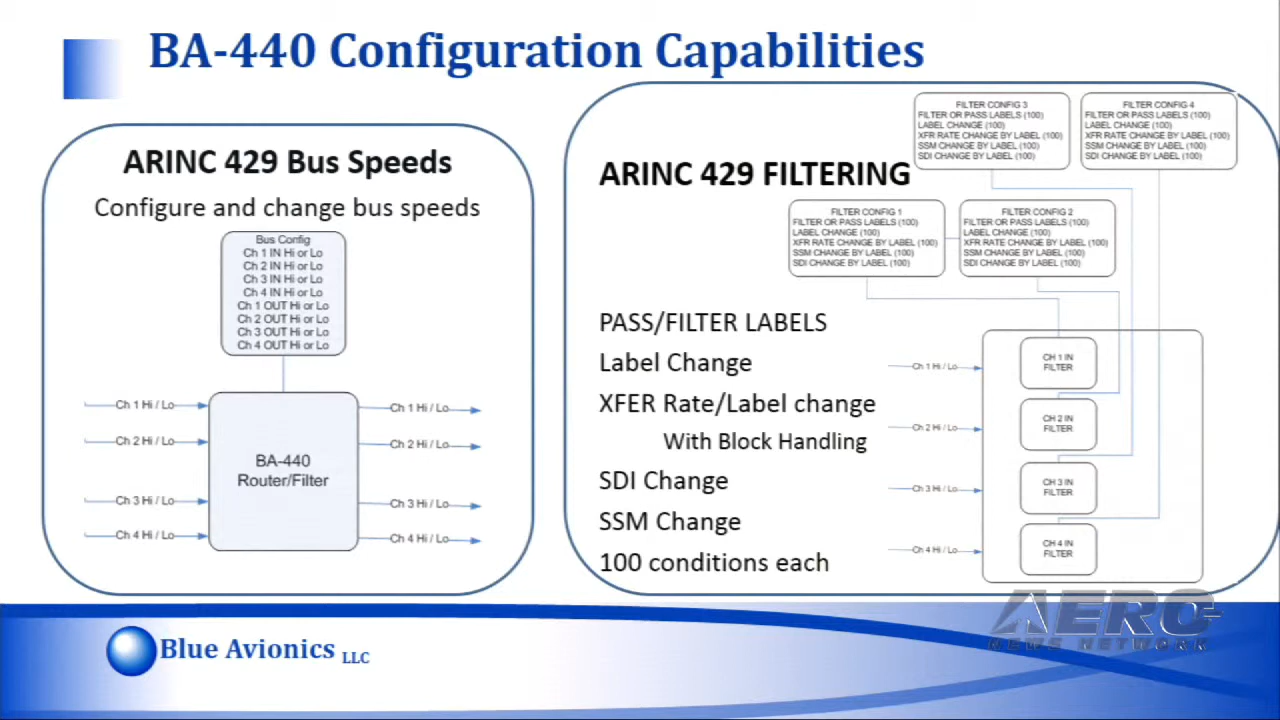 BA-440 Configuration Capabilities
ARINC 429 Bus Speeds
Configure and change bus speeds
Bus Config
Ch 1 IN Hi or Lo
Ch 2 IN Hi or Lo
Ch 3 IN Hi or Lo
Ch 4 IN Hi or Lo
Ch 1 OUT Hi or Lo
Ch 2 OUT Hi or Lo
Ch 3 OUT Hi or Lo
Ch 4 OUT Hi or Lo
Ch 1 Hi / Lo
Ch 2 Hi / Lo
Ch 3 Hi / Lo
Ch 4 Hi / Lo
BA-440
Router/Filter
Ch 1 Hi / Lo
Ch 2 Hi / Lo
Ch 3 Hi / Lo
Ch 4 Hi / Lo
ARINC 429 FILTERING
FILTER CONFIG 3
FILTER OR PASS LABELS (100)
LABEL CHANGE (100)
XFR RATE CHANGE BY LABEL (100)
SSM CHANGE BY LABEL (100)
SDI CHANGE BY LABEL (100)
FILTER CONFIG 4
FILTER OR PASS LABELS (100)
LABEL CHANGE (100)
XFR RATE CHANGE BY LABEL (100)
SSM CHANGE BY LABEL (100)
SDI CHANGE BY LABEL (100)
FILTER CONFIG 1
FILTER OR PASS LABELS (100)
LABEL CHANGE (100)
XFR RATE CHANGE BY LABEL (100)
SSM CHANGE BY LABEL (100)
SDI CHANGE BY LABEL (100)
FILTER CONFIG 2
FILTER OR PASS LABELS (100)
LABEL CHANGE (100)
XFR RATE CHANGE BY LABEL (100)
SSM CHANGE BY LABEL (100)
SDI CHANGE BY LABEL (100)
PASS/FILTER LABELS
Label Change
XFER Rate/Label change
With Block Handling
SDI Change
SSM Change
100 conditions each
Ch 1 Hi / Lo
Ch 2 Hi / Lo
Ch 3 Hi / Lo
Ch 4 Hi / Lo
CH 1 IN
FILTER
CH 2 IN
FILTER
CH 3 IN
FILTER
CH 4 IN
FILTER
Blue Avionics LLC
AERO
NEWS NETWORK